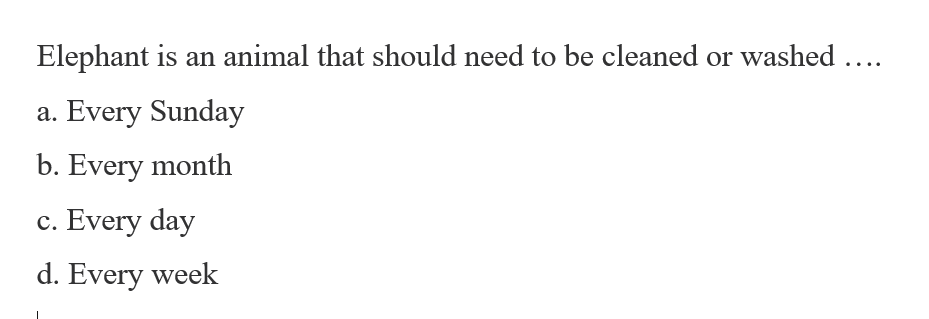 Elephant is an animal that should need to be cleaned or washed ….
a. Every Sunday
b. Every month
c. Every day
d. Every week